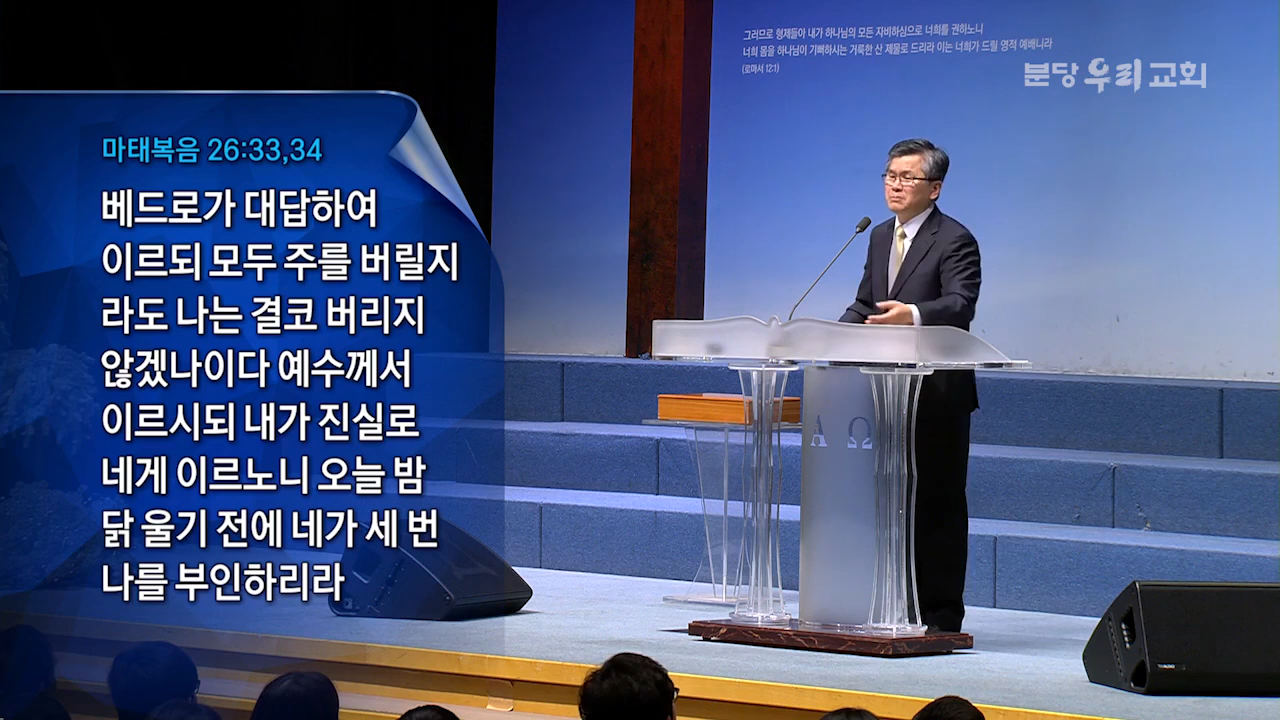 그러므로 형제들아 내가 하나님의 모든 자비하심으로 너희를 권하노니
너희 몸을 하나님이 기뻐하시는 거룩한 산 제물로 드리라 이는 너희가 드릴 영적 예배니라
(로마서 12:1)
분당우리교회
마태복음 26:33,34
베드로가 대답하여
이르되 모두 주를 버릴지
라도 나는 결코 버리지
않겠나이다 예수께서
이르시되 내가 진실로
네게 이르노니 오늘 밤
닭 울기 전에 네가 세 번
나를 부인하리라
Α Ω